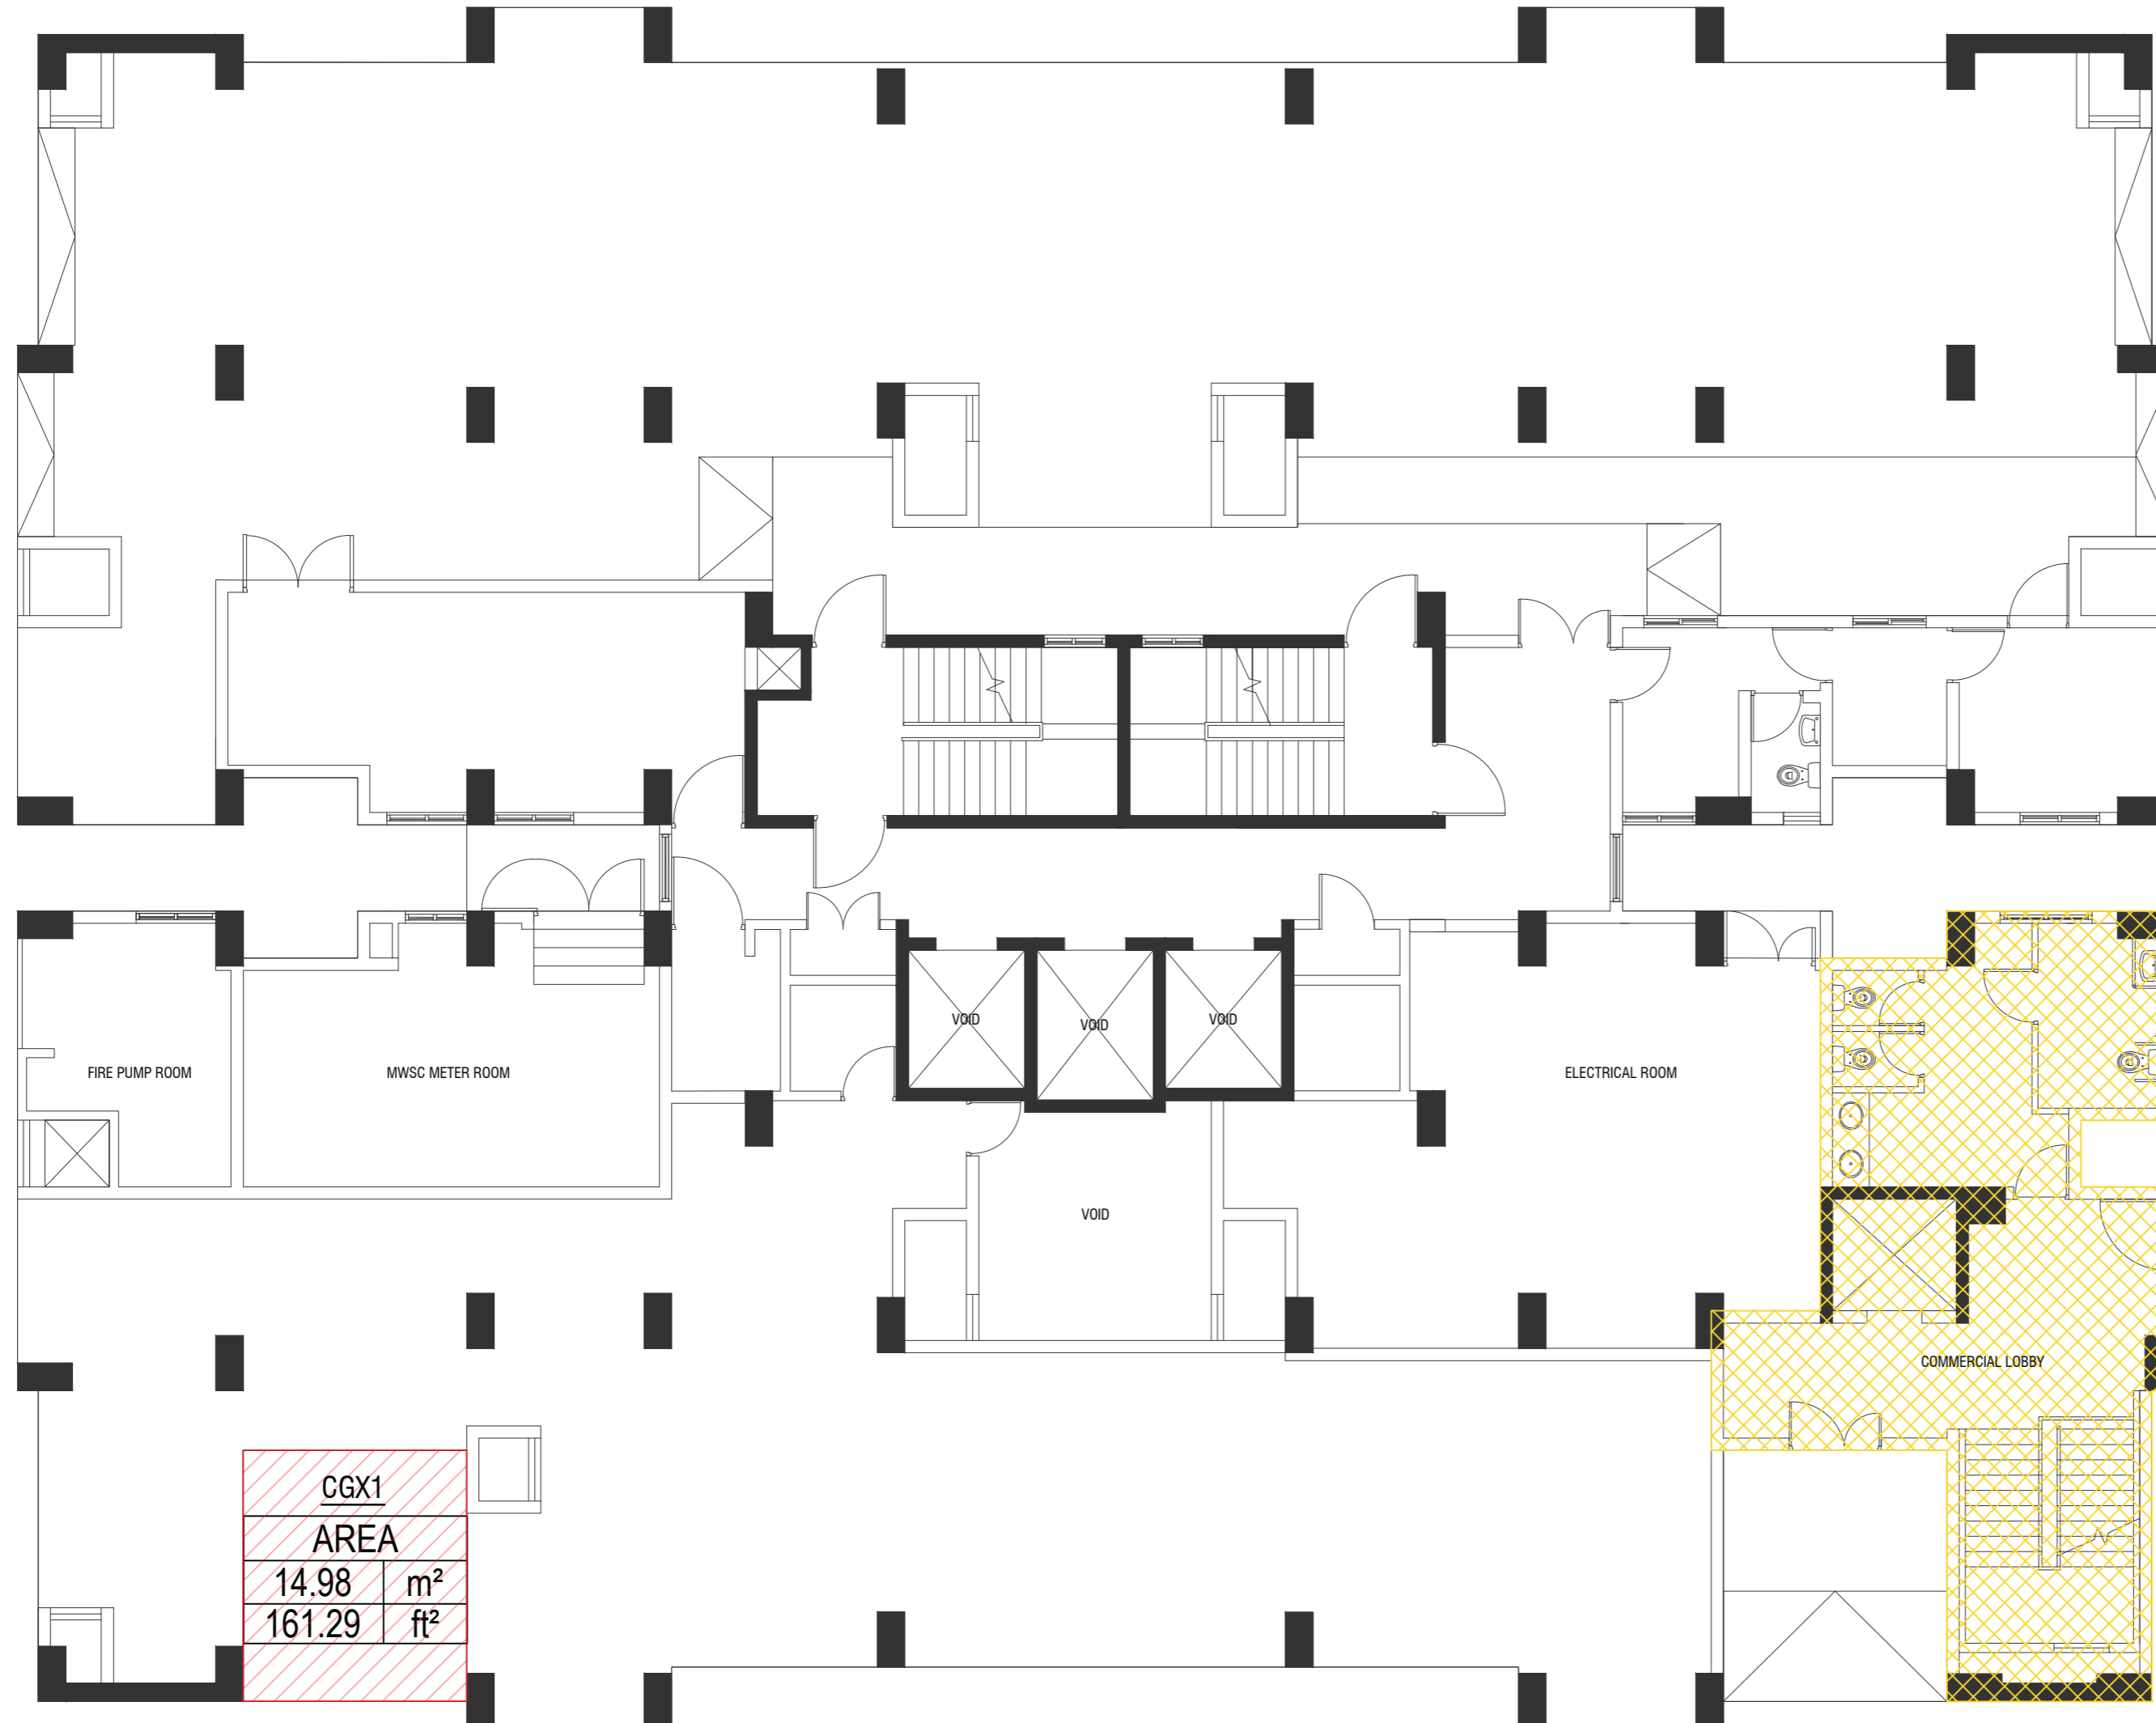 VOID
VOID
VOID
FIRE PUMP ROOM
MWSC METER ROOM
ELECTRICAL ROOM
VOID
COMMERCIAL LOBBY
CGX1
AREA
14.98 m²
161.29 ft²